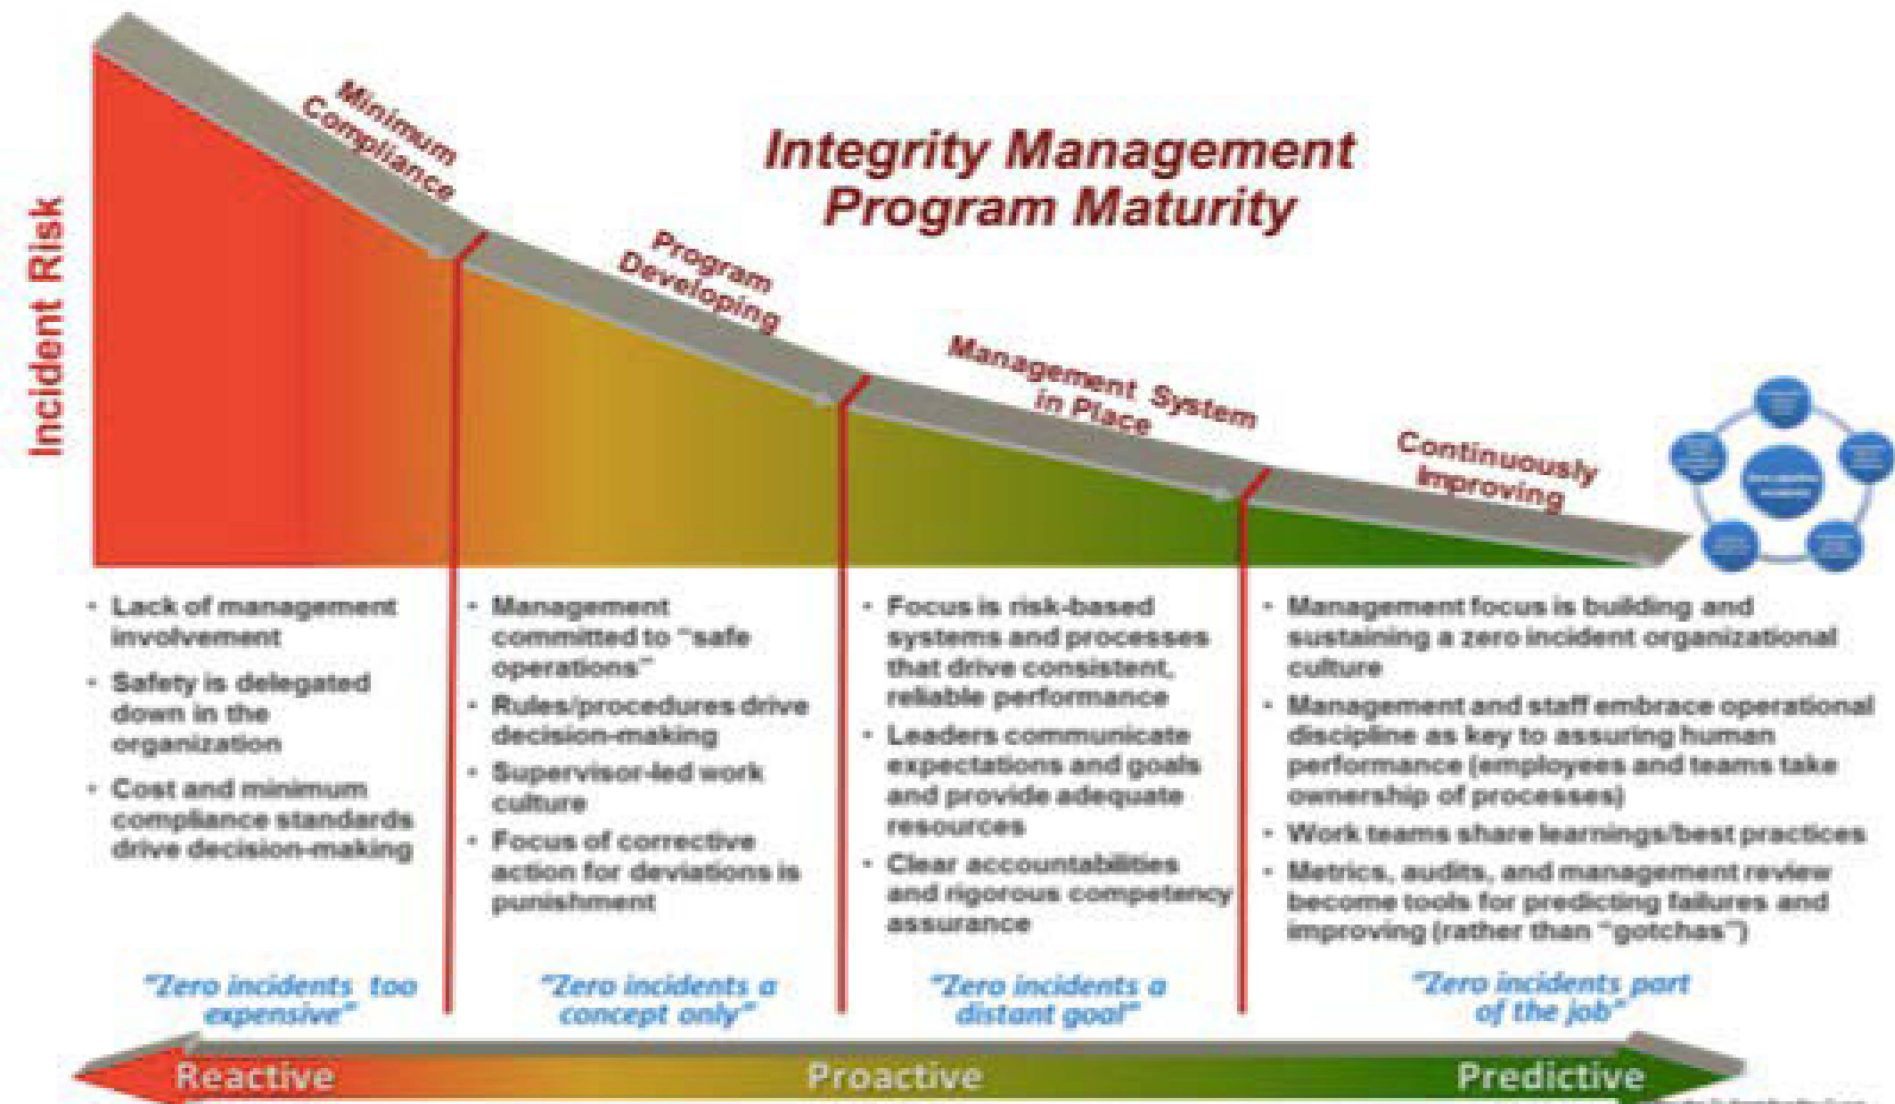 Integrity Management
Program Maturity
Incident Risk
Minimum
Compliance
Program
Developing
Management System
in Place
Continuously
Improving
• Lack of management
involvement
• Safety is delegated
down in the
organization
• Cost and minimum
compliance standards
drive decision-making
"Zero incidents too
expensive"
• Management
committed to "safe
operations"
• Rules/procedures drive
decision-making
• Supervisor-led work
culture
• Focus of corrective
action for deviations is
punishment
"Zero incidents a
concept only"
• Focus is risk-based
systems and processes
that drive consistent,
reliable performance
• Leaders communicate
expectations and goals
and provide adequate
resources
• Clear accountabilities
and rigorous competency
assurance
"Zero incidents a
distant goal"
• Management focus is building and
sustaining a zero incident organizational
culture
• Management and staff embrace operational
discipline as key to assuring human
performance (employees and teams take
ownership of processes)
• Work teams share learnings/best practices
• Metrics, audits, and management review
become tools for predicting failures and
improving (rather than "gotchas")
"Zero incidents part
of the job"
Reactive
Proactive
Predictive